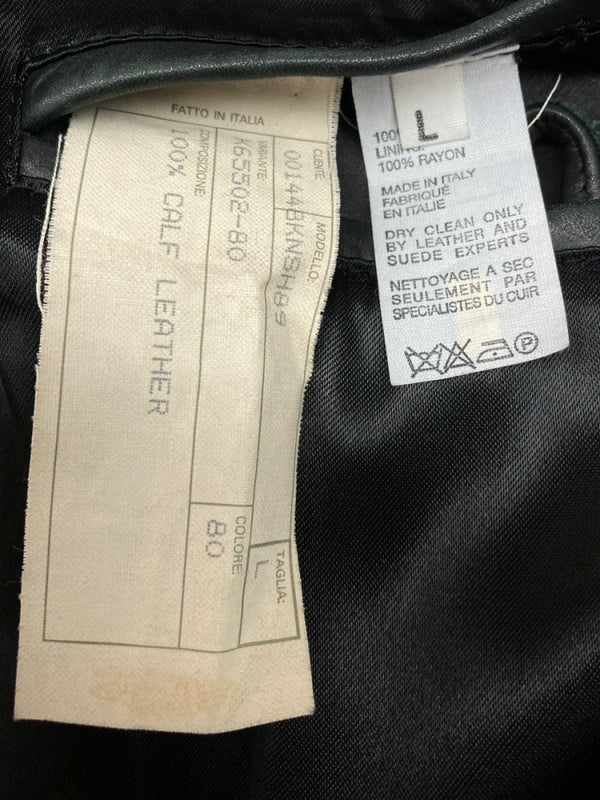 FATTO IN ITALIA
CLIENTE:
MODELLO:
00144BKNSH89
TAGLIA:
L
VARIANTE:
X65502-80
COLORE:
80
COMPOSIZIONE:
100% CALF LEATHER
L
100%
LINING:
100% RAYON
MADE IN ITALY
FABRIQUÉ
EN ITALIE
DRY CLEAN ONLY
BY LEATHER AND
SUEDE EXPERTS
NETTOYAGE A SEC
SEULEMENT PAR
SPECIALISTES DU CUIR
P